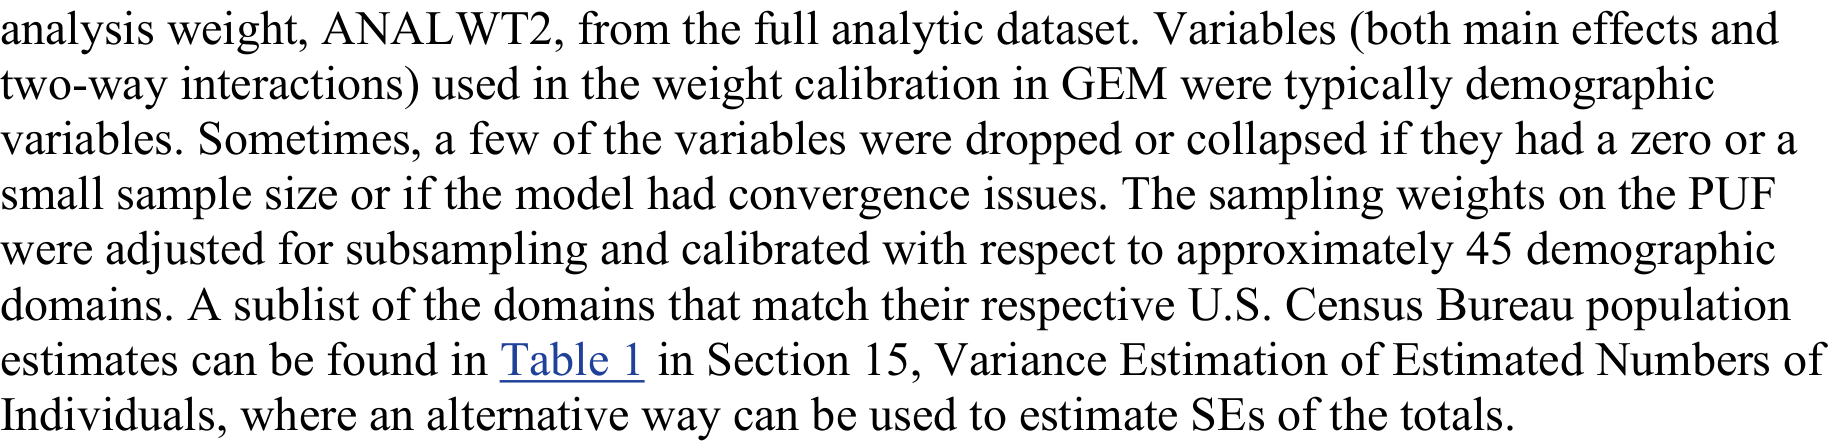 analysis weight, ANALWT2, from the full analytic dataset. Variables (both main effects and
two-way interactions) used in the weight calibration in GEM were typically demographic
variables. Sometimes, a few of the variables were dropped or collapsed if they had a zero or a
small sample size or if the model had convergence issues. The sampling weights on the PUF
were adjusted for subsampling and calibrated with respect to approximately 45 demographic
domains. A sublist of the domains that match their respective U.S. Census Bureau population
estimates can be found in Table 1 in Section 15, Variance Estimation of Estimated Numbers of
Individuals, where an alternative way can be used to estimate SEs of the totals.